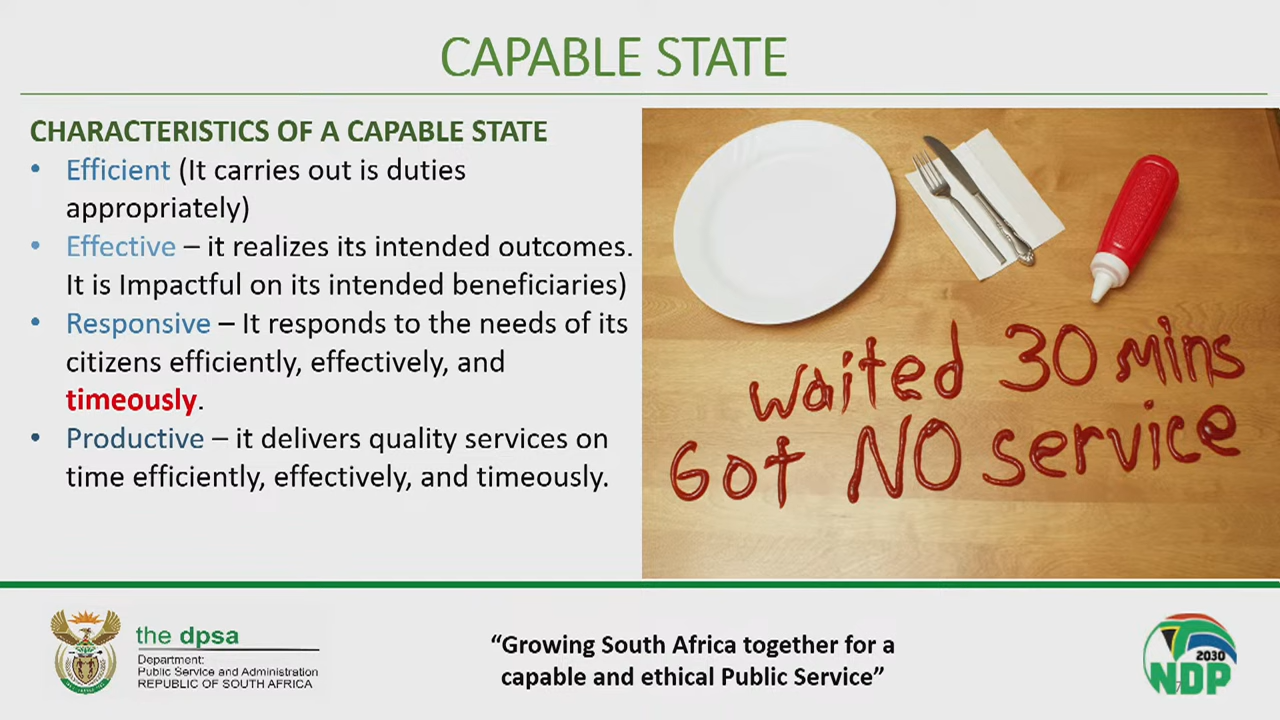 CAPABLE STATE
CHARACTERISTICS OF A CAPABLE STATE
• Efficient (It carries out is duties
appropriately)
• Effective – it realizes its intended outcomes.
It is Impactful on its intended beneficiaries)
• Responsive – It responds to the needs of its
citizens efficiently, effectively, and
timeously.
• Productive – it delivers quality services on
time efficiently, effectively, and timeously.
waited 30 mins
Got NO service
the dpsa
Department:
Public Service and Administration
REPUBLIC OF SOUTH AFRICA
“Growing South Africa together for a
capable and ethical Public Service”
2030
NDP